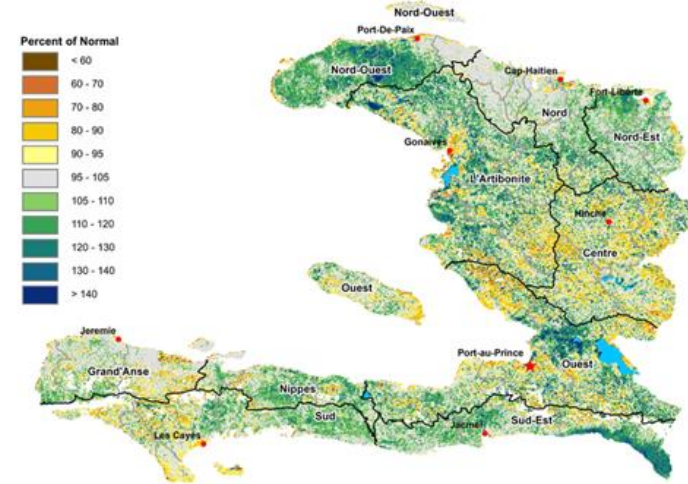 Percent of Normal
< 60
60 - 70
70 - 80
80 - 90
90 - 95
95 - 105
105 - 110
110 - 120
120 - 130
130 - 140
> 140
Nord-Ouest
Port-De-Paix
Nord-Ouest
Cap-Haitien
Fort-Liberte
Nord
Nord-Est
Gonaives
L'Artibonite
Hinche
Centre
Ouest
Jeremie
Grand'Anse
Port-au-Prince
Ouest
Nippes
Sud
Sud-Est
Les Cayes
Jacmel